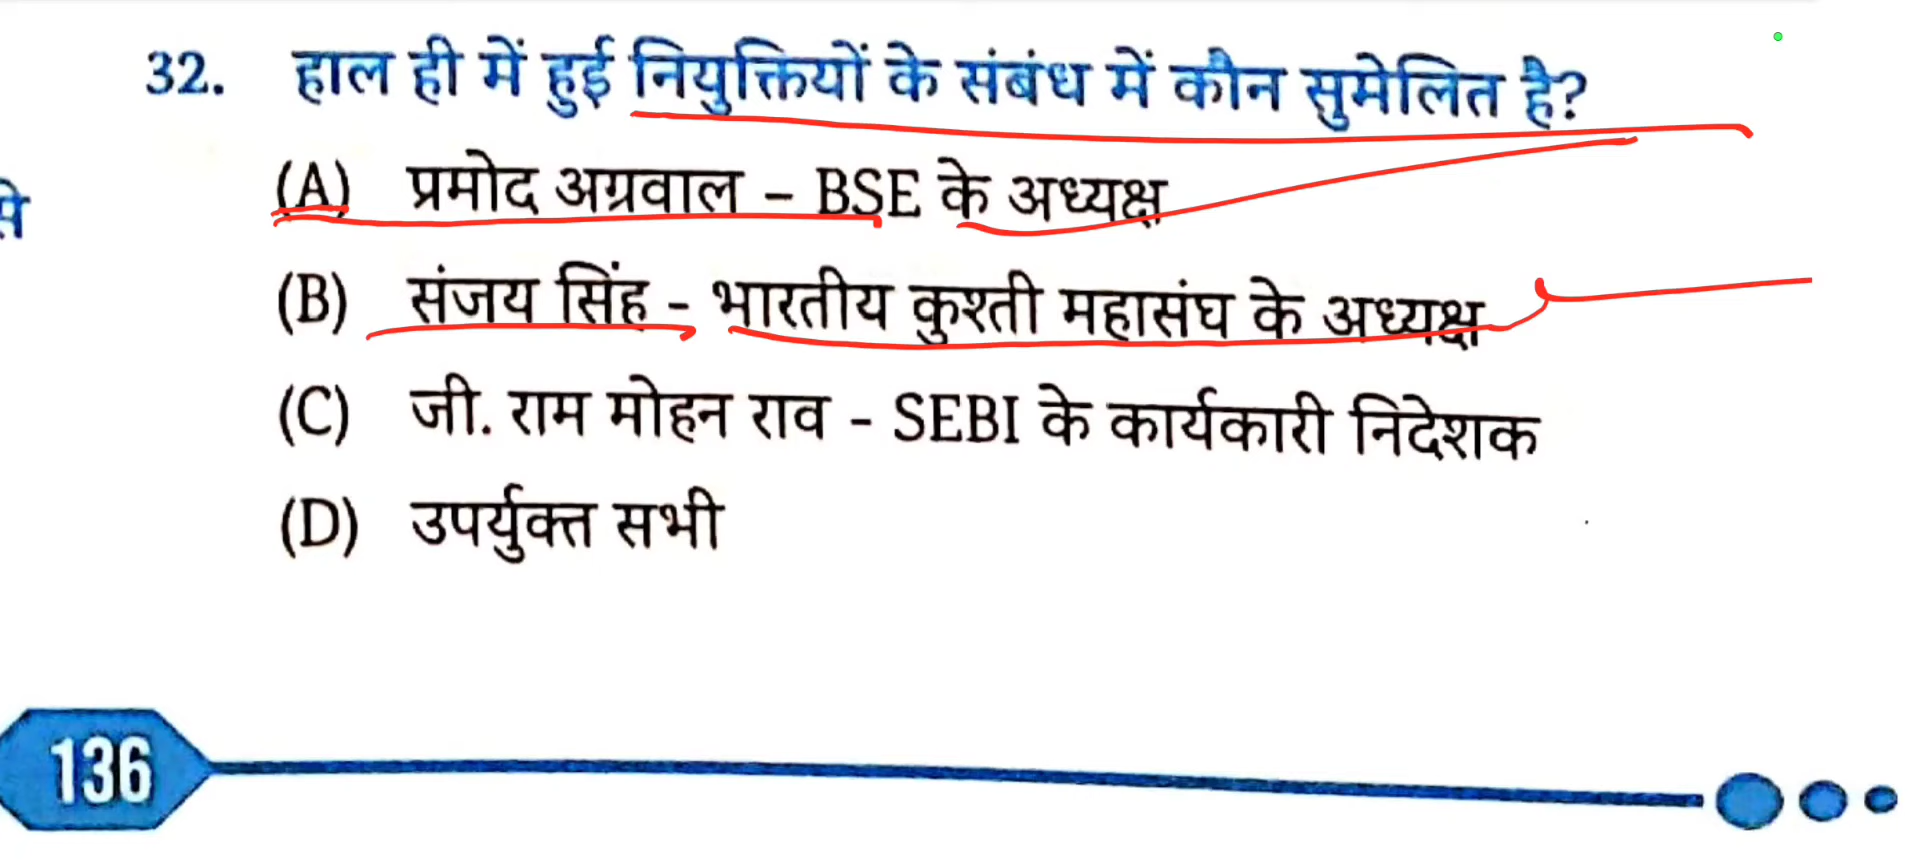 32. हाल ही में हुई नियुक्तियों के संबंध में कौन सुमेलित है?
(A) प्रमोद अग्रवाल – BSE के अध्यक्ष
से
(B) संजय सिंह - भारतीय कुश्ती महासंघ के अध्यक्ष
(C) जी. राम मोहन राव - SEBI के कार्यकारी निदेशक
(D) उपर्युक्त सभी
136